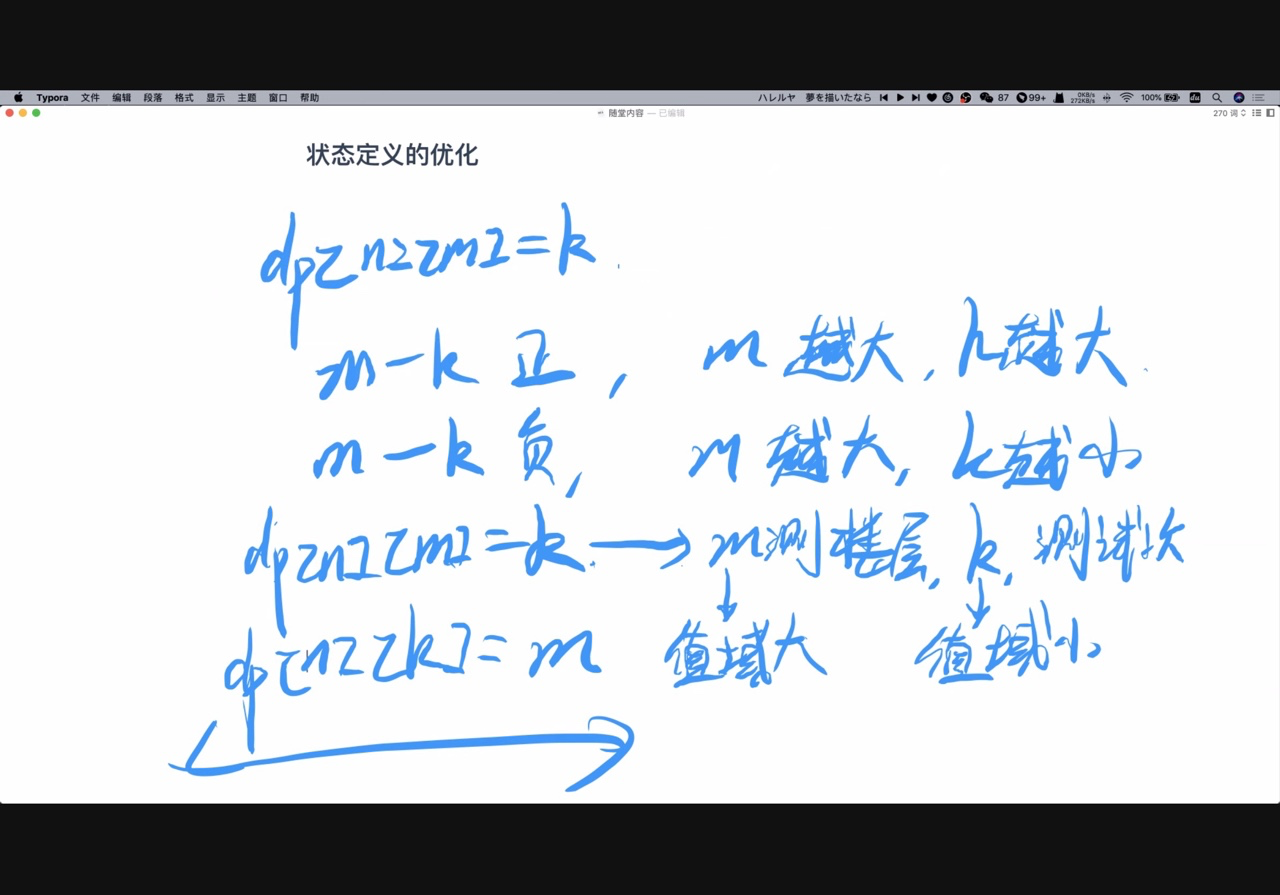 Typora 文件 编辑 段落 格式 显示 主题 窗口 帮助 ハレルヤ 夢を描いたなら 87 99+ 0KB/s 272KB/s 100%
随堂内容 — 已编辑 270 词
状态定义的优化
dp[n][m]=k
m-k 正, m 越大, k越大
m-k 负, m 越大, k越小
dp[n][m]=k → m测楼层, k, 测试次
↓ ↓
dp[n][k]=m 值域大 值域小